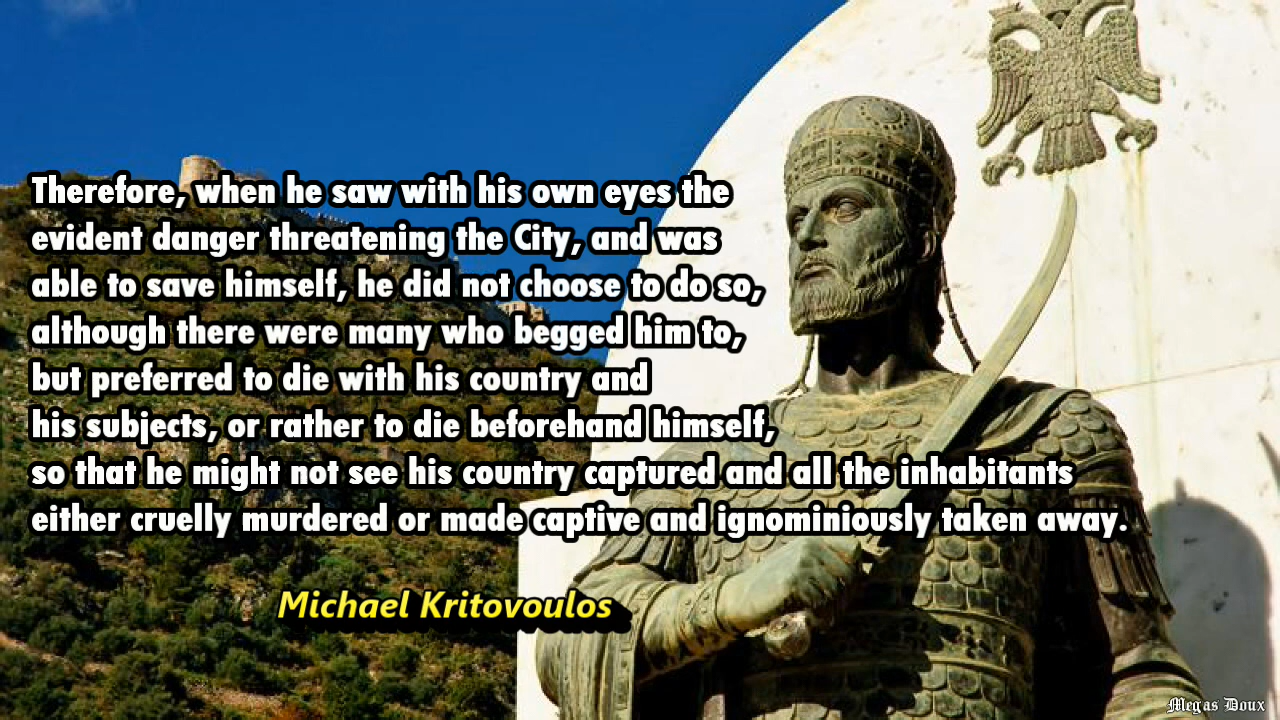 Therefore, when he saw with his own eyes the
evident danger threatening the City, and was
able to save himself, he did not choose to do so,
although there were many who begged him to,
but preferred to die with his country and
his subjects, or rather to die beforehand himself,
so that he might not see his country captured and all the inhabitants
either cruelly murdered or made captive and ignominiously taken away.
Michael Kritovoulos
Megas Doux